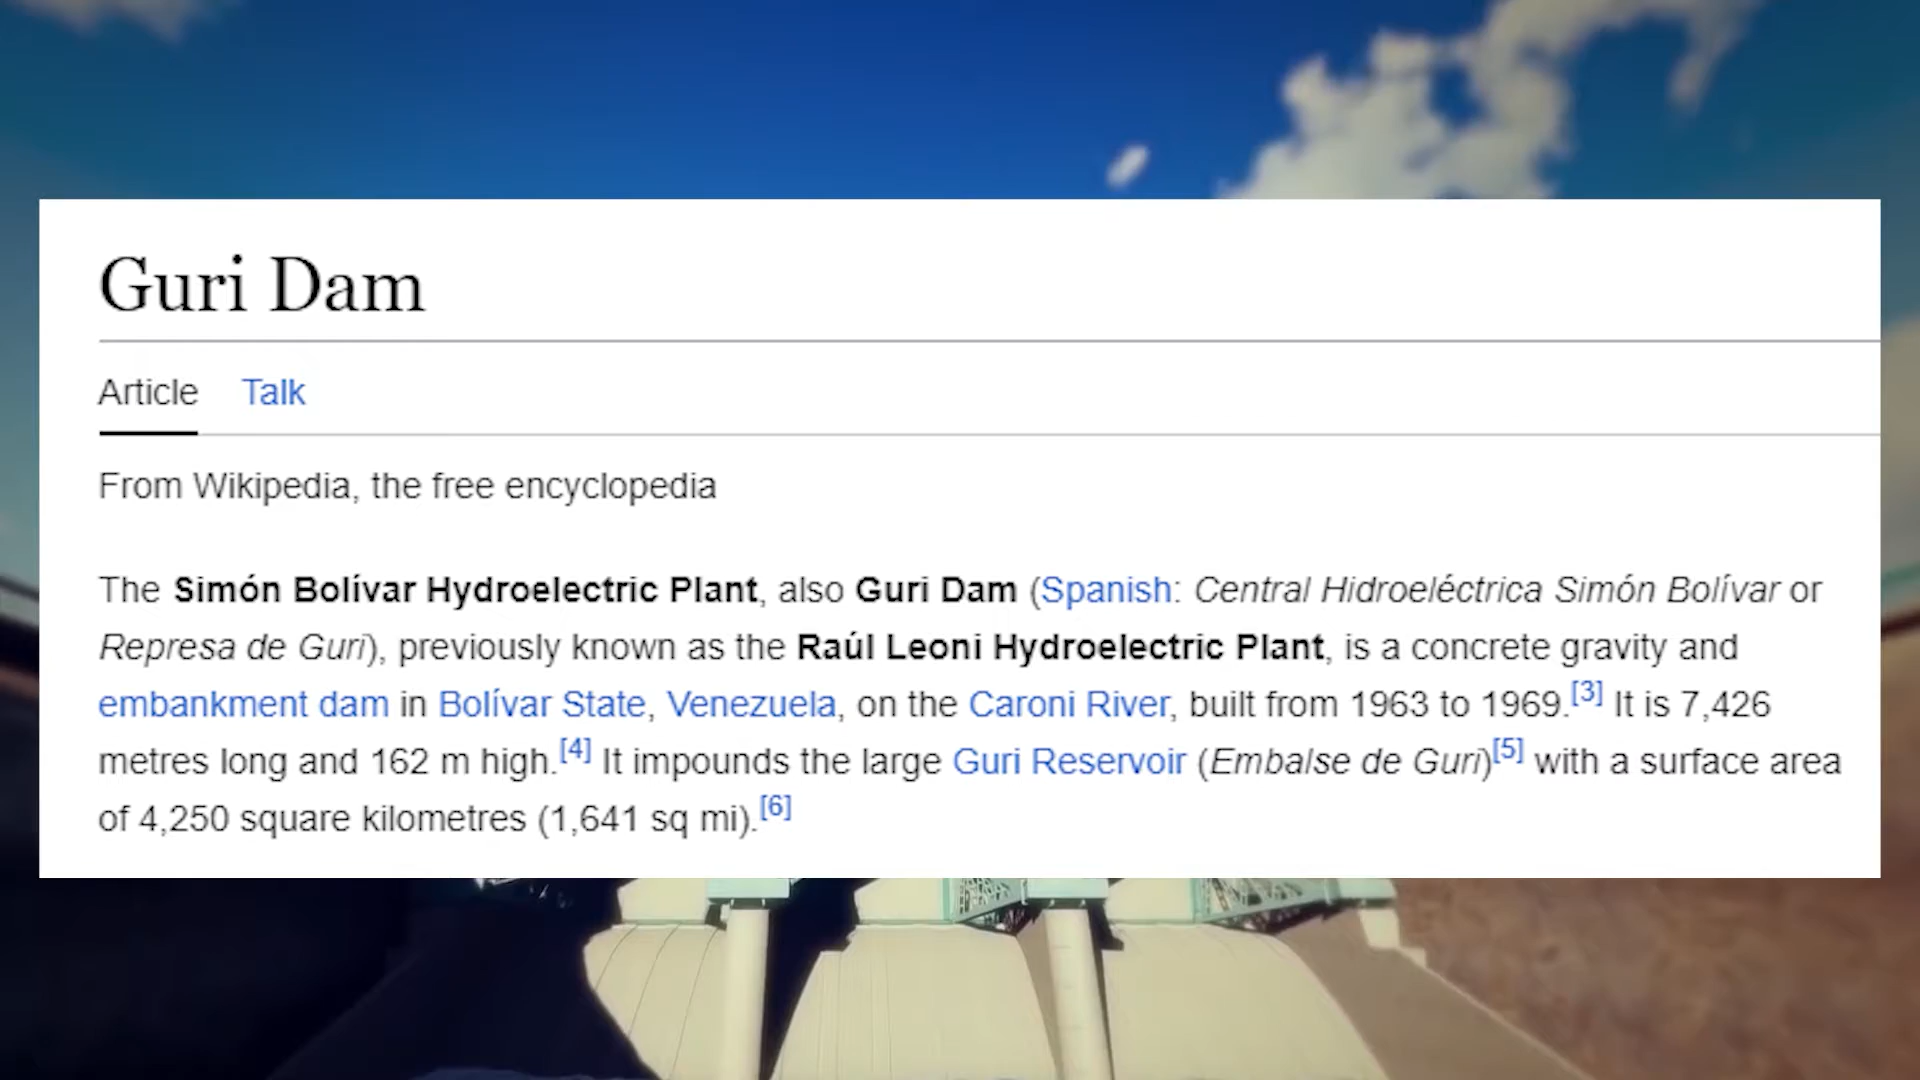 Guri Dam
Article Talk
From Wikipedia, the free encyclopedia
The Simón Bolívar Hydroelectric Plant, also Guri Dam (Spanish: Central Hidroeléctrica Simón Bolívar or
Represa de Guri), previously known as the Raúl Leoni Hydroelectric Plant, is a concrete gravity and
embankment dam in Bolívar State, Venezuela, on the Caroni River, built from 1963 to 1969.[3] It is 7,426
metres long and 162 m high.[4] It impounds the large Guri Reservoir (Embalse de Guri)[5] with a surface area
of 4,250 square kilometres (1,641 sq mi).[6]